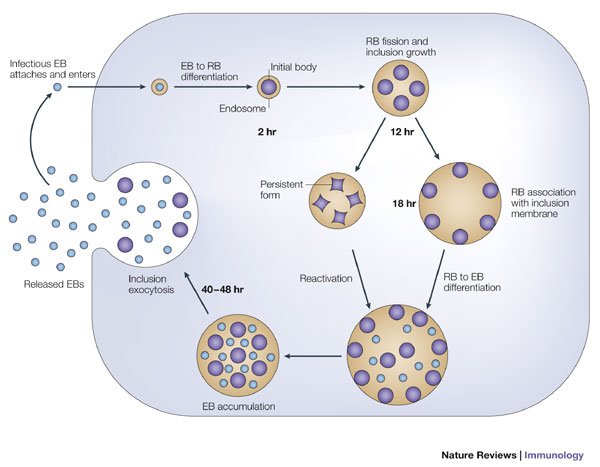 Infectious EB
attaches and enters
EB to RB
differentiation
Initial body
Endosome
2 hr
RB fission and
inclusion growth
12 hr
Persistent
form
18 hr
RB association
with inclusion
membrane
Reactivation
RB to EB
differentiation
Released EBs
Inclusion
exocytosis
40–48 hr
EB accumulation
Nature Reviews | Immunology